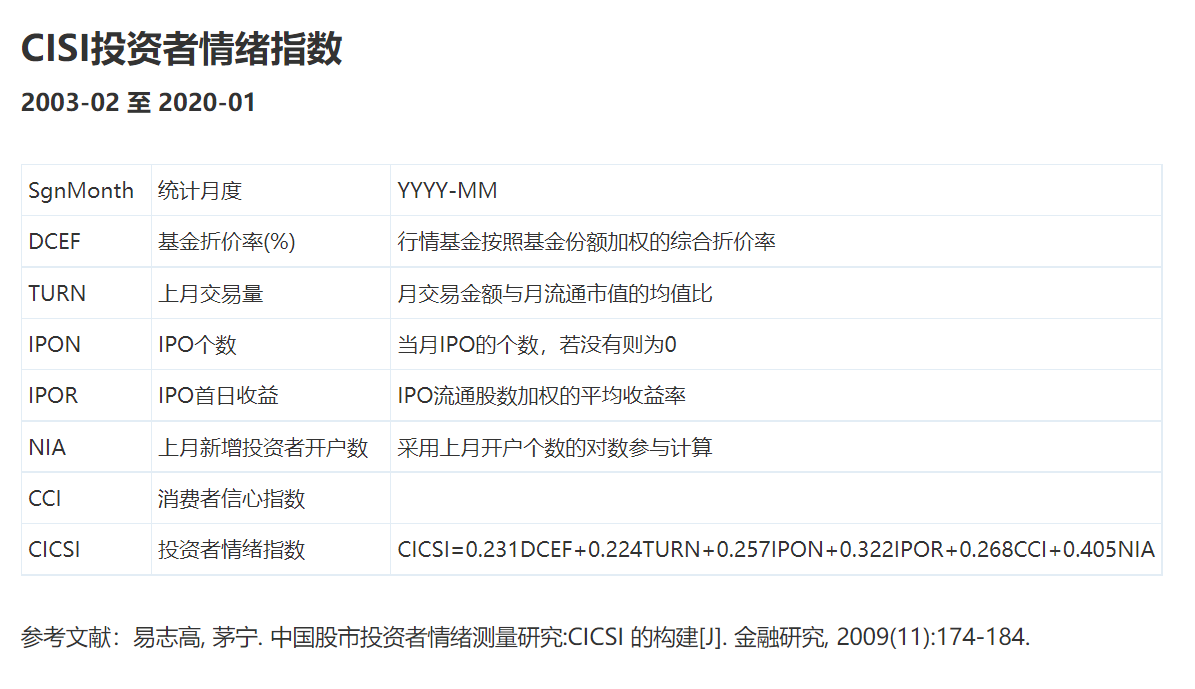 CISI投资者情绪指数
2003-02 至 2020-01
SgnMonth 统计月度 YYYY-MM
DCEF 基金折价率(%) 行情基金按照基金份额加权的综合折价率
TURN 上月交易量 月交易金额与月流通市值的均值比
IPON IPO个数 当月IPO的个数，若没有则为0
IPOR IPO首日收益 IPO流通股数加权的平均收益率
NIA 上月新增投资者开户数 采用上月开户个数的对数参与计算
CCI 消费者信心指数
CICSI 投资者情绪指数 CICSI=0.231DCEF+0.224TURN+0.257IPON+0.322IPOR+0.268CCI+0.405NIA
参考文献：易志高, 茅宁. 中国股市投资者情绪测量研究:CICSI 的构建[J]. 金融研究, 2009(11):174-184.